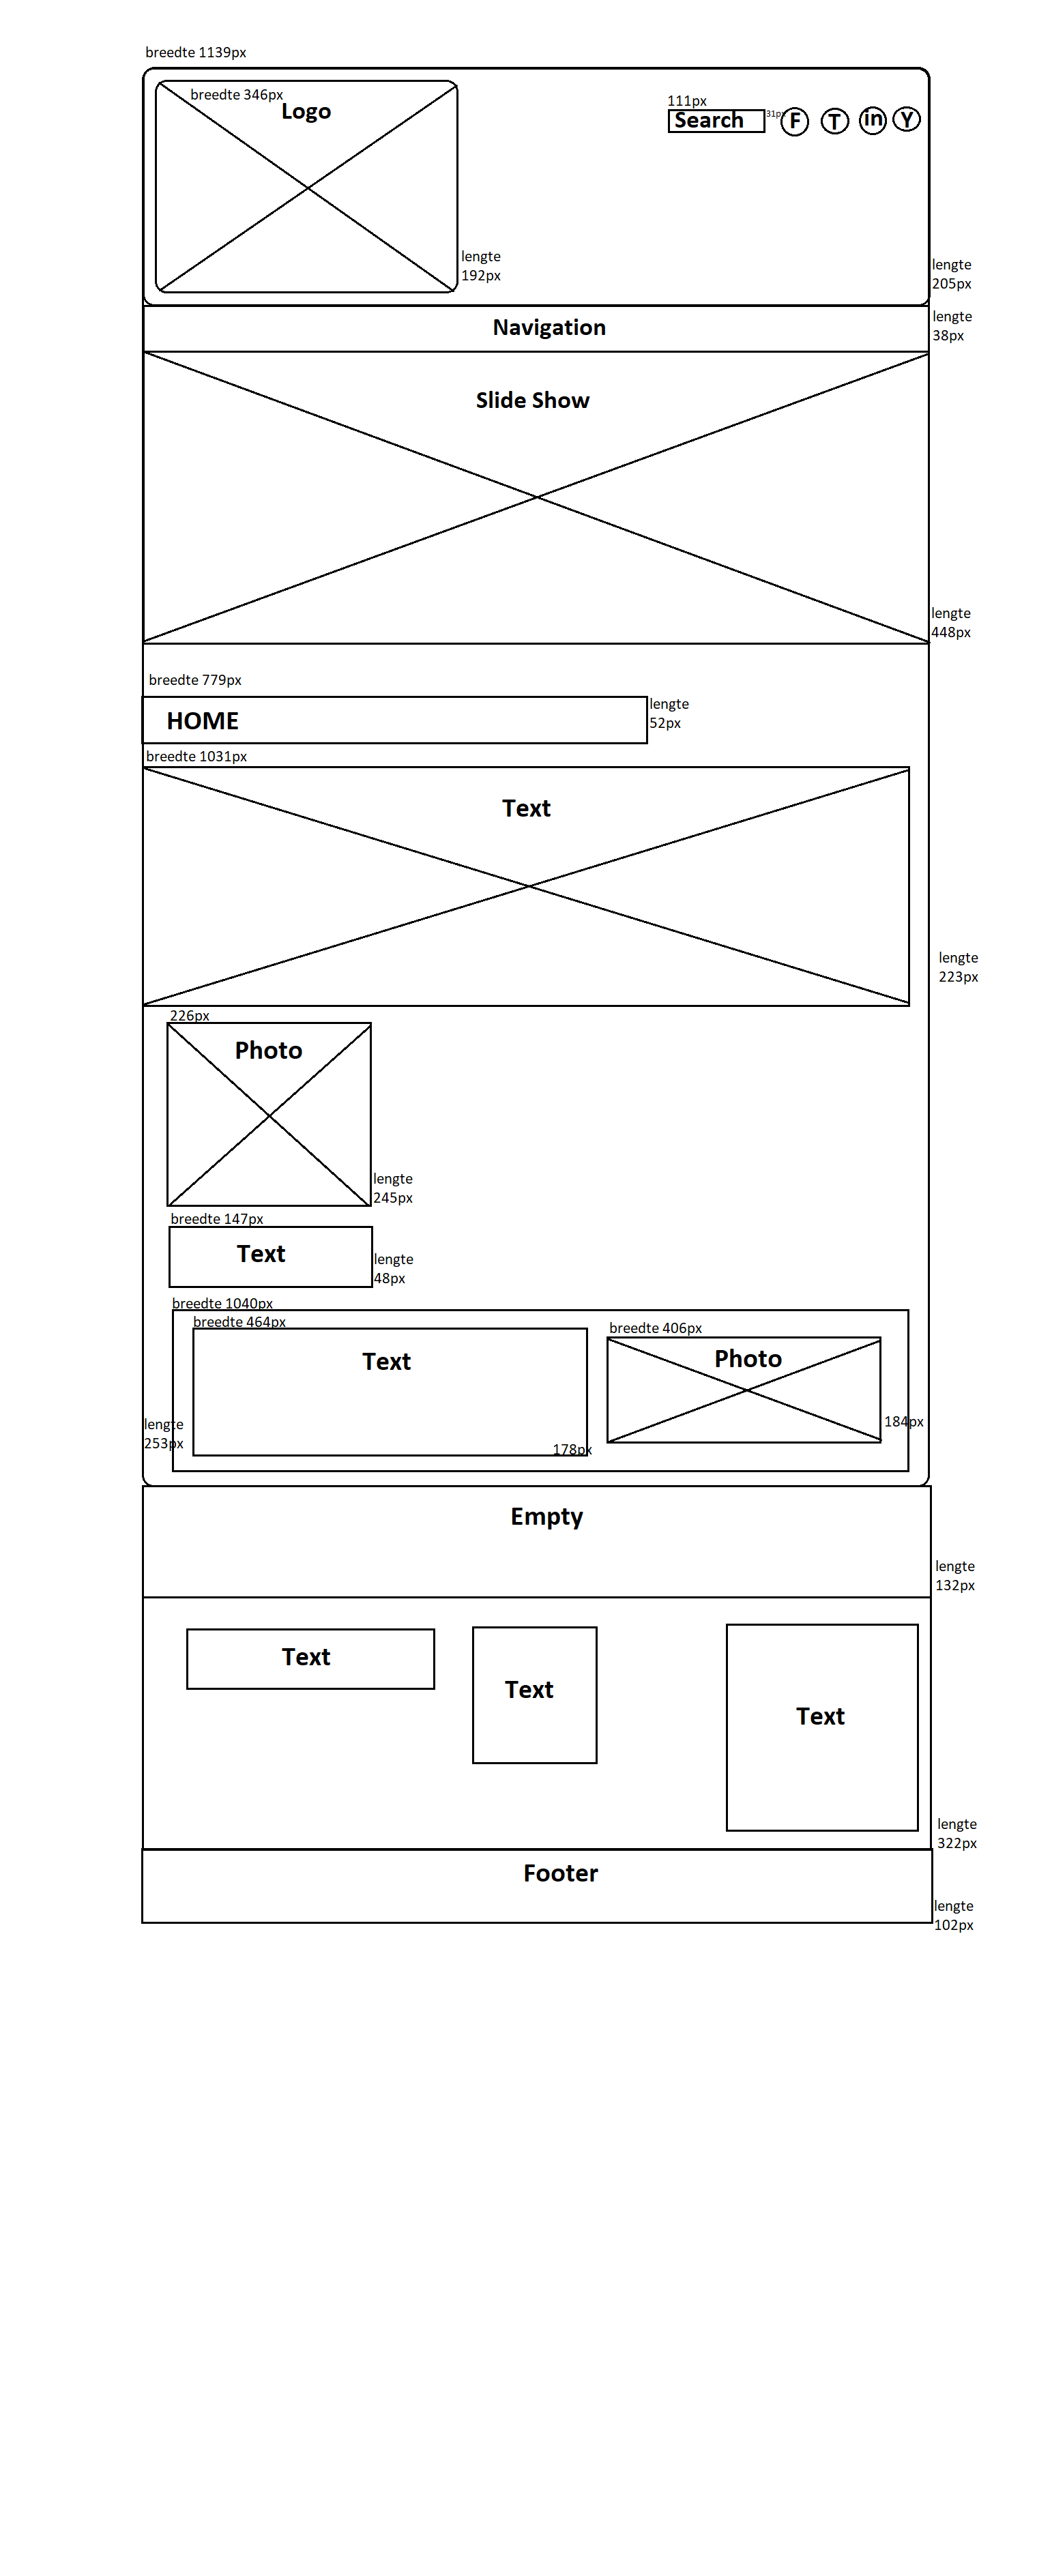 breedte 1139px
breedte 346px
Logo
111px
Search
31px
F
T
in
Y
lengte
192px
lengte
205px
Navigation
lengte
38px
Slide Show
lengte
448px
breedte 779px
HOME
lengte
52px
breedte 1031px
Text
lengte
223px
226px
Photo
lengte
245px
breedte 147px
Text
lengte
48px
breedte 1040px
breedte 464px
Text
breedte 406px
Photo
lengte
253px
178px
184px
Empty
lengte
132px
Text
Text
Text
lengte
322px
Footer
lengte
102px